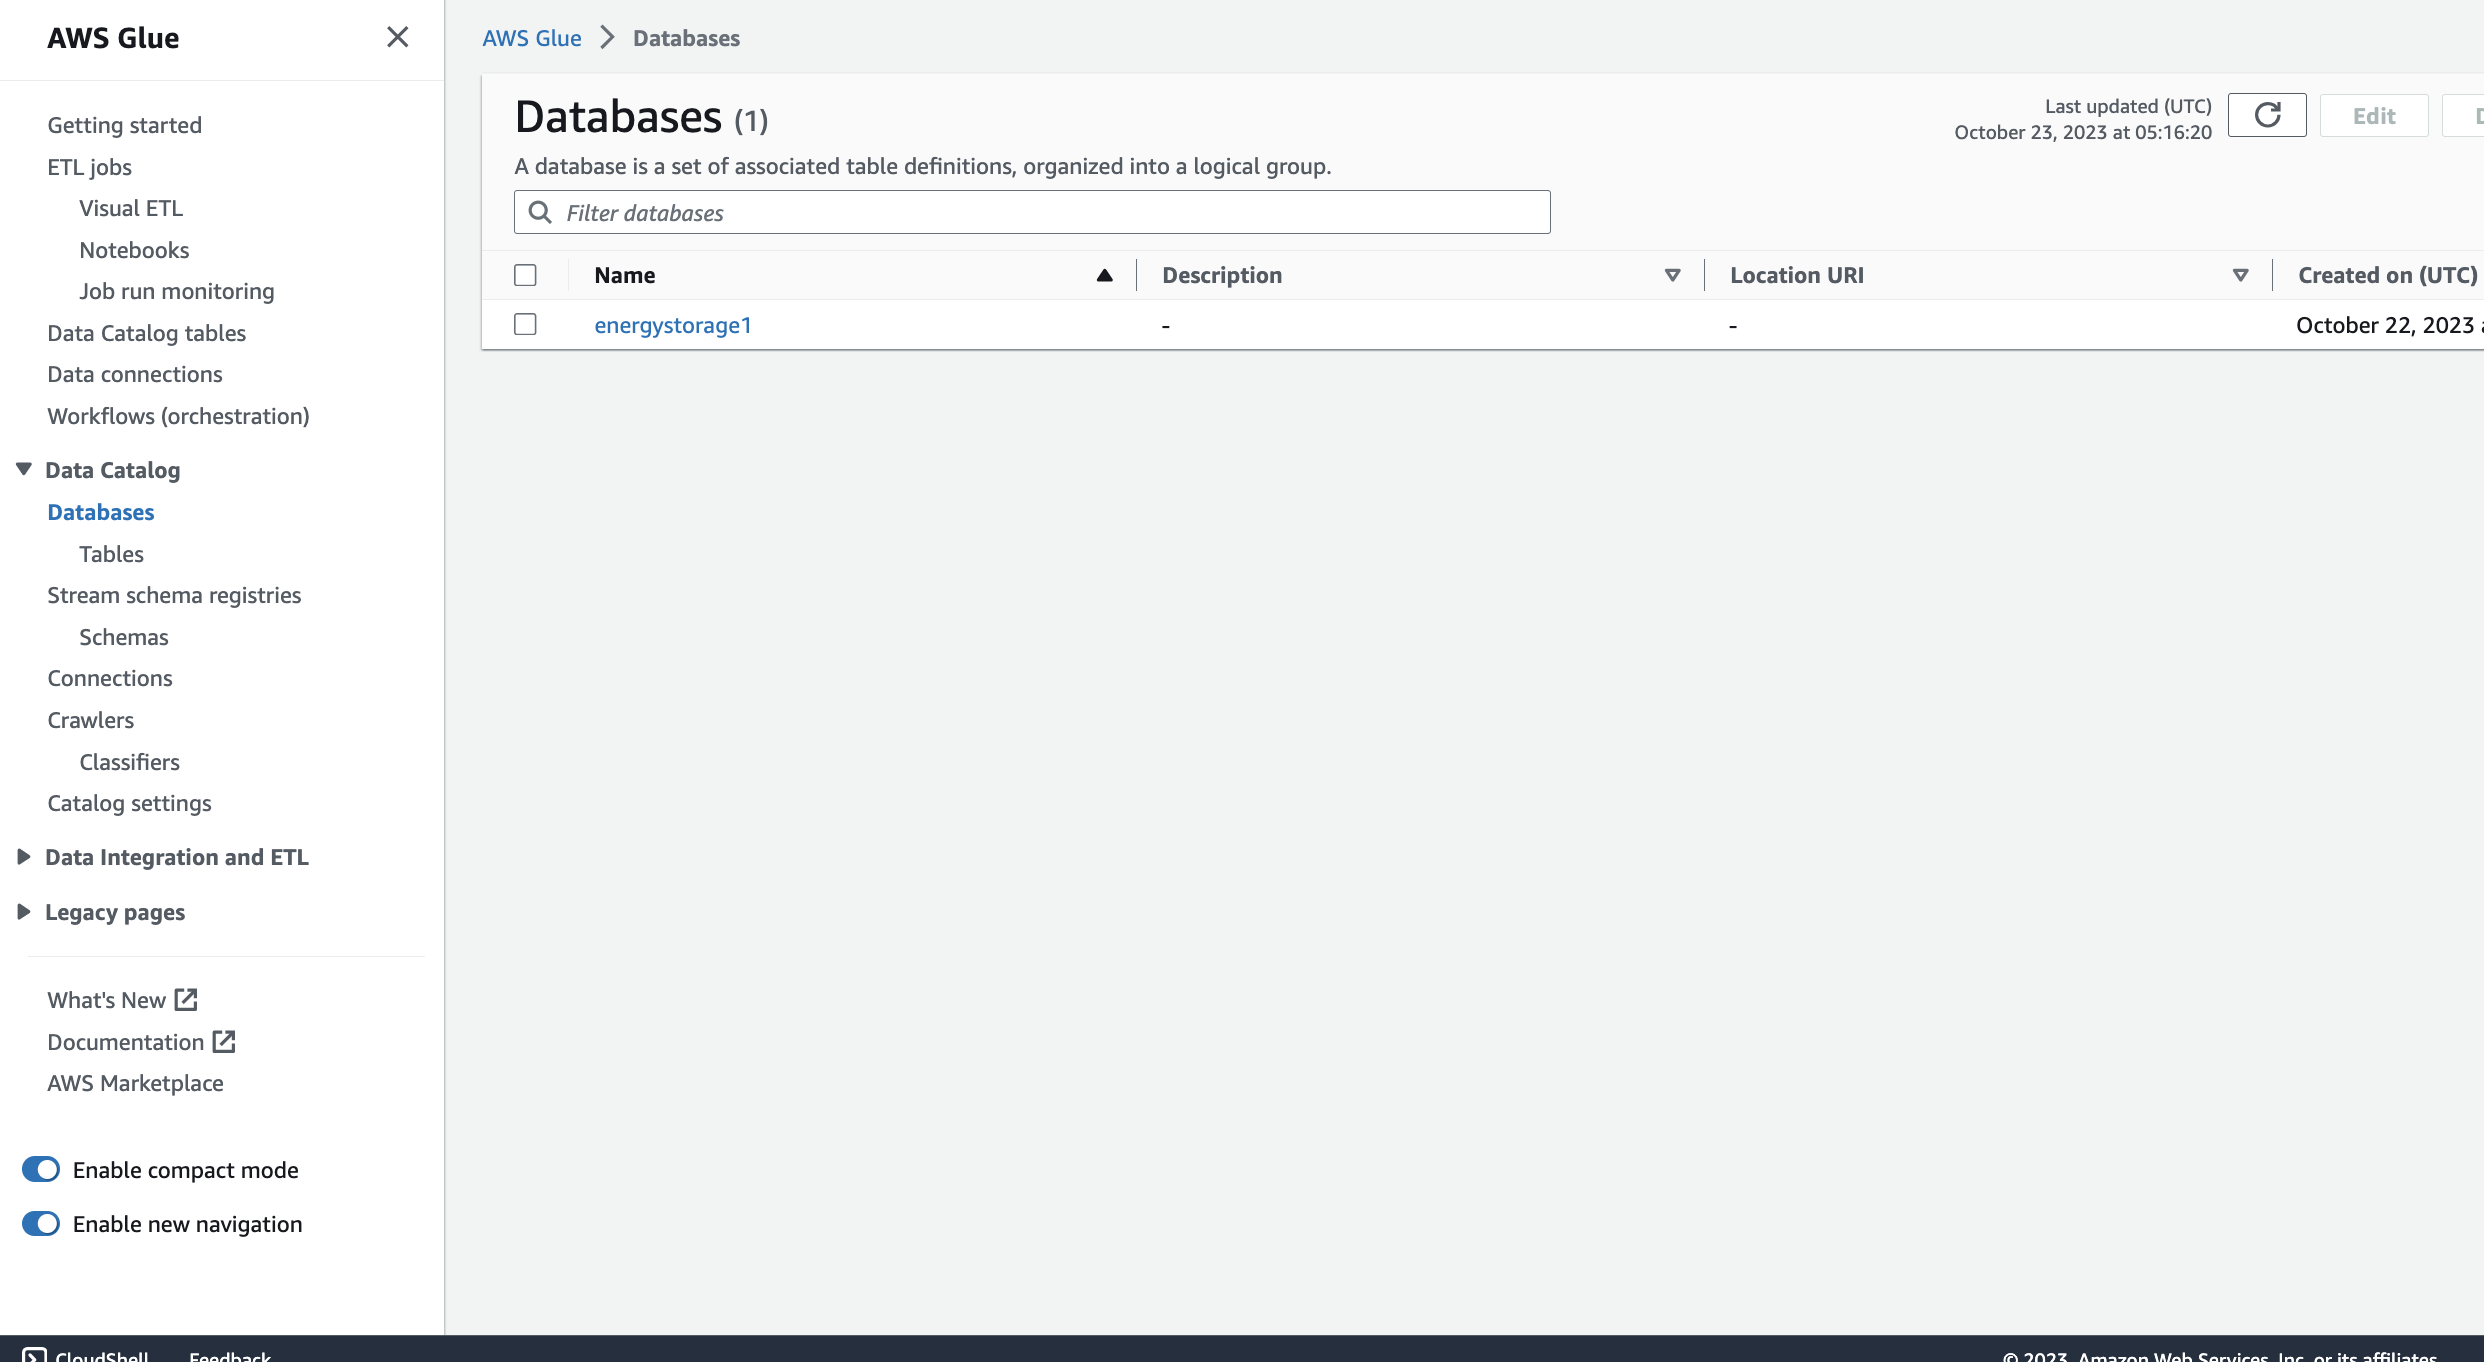 AWS Glue
Getting started
ETL jobs
Visual ETL
Notebooks
Job run monitoring
Data Catalog tables
Data connections
Workflows (orchestration)
Data Catalog
Databases
Tables
Stream schema registries
Schemas
Connections
Crawlers
Classifiers
Catalog settings
Data Integration and ETL
Legacy pages
What's New
Documentation
AWS Marketplace
Enable compact mode
Enable new navigation
AWS Glue > Databases
Databases (1)
A database is a set of associated table definitions, organized into a logical group.
Last updated (UTC)
October 23, 2023 at 05:16:20
Edit
Filter databases
Name Description Location URI Created on (UTC)
energystorage1 - - October 22, 2023
CloudShell Feedback © 2023, Amazon Web Services, Inc. or its affiliates.